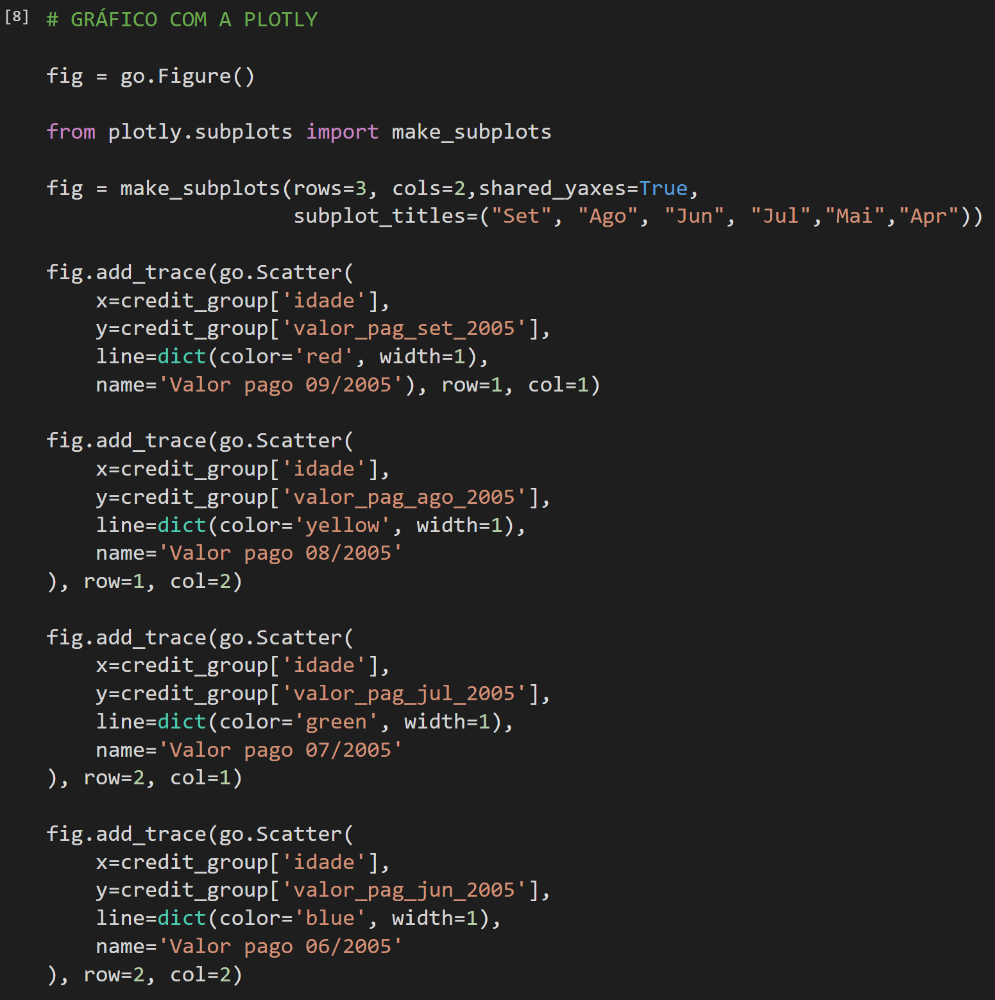 [8] # GRÁFICO COM A PLOTLY
fig = go.Figure()
from plotly.subplots import make_subplots
fig = make_subplots(rows=3, cols=2,shared_yaxes=True,
                    subplot_titles=("Set", "Ago", "Jun", "Jul","Mai","Apr"))
fig.add_trace(go.Scatter(
    x=credit_group['idade'],
    y=credit_group['valor_pag_set_2005'],
    line=dict(color='red', width=1),
    name='Valor pago 09/2005'), row=1, col=1)
fig.add_trace(go.Scatter(
    x=credit_group['idade'],
    y=credit_group['valor_pag_ago_2005'],
    line=dict(color='yellow', width=1),
    name='Valor pago 08/2005'
), row=1, col=2)
fig.add_trace(go.Scatter(
    x=credit_group['idade'],
    y=credit_group['valor_pag_jul_2005'],
    line=dict(color='green', width=1),
    name='Valor pago 07/2005'
), row=2, col=1)
fig.add_trace(go.Scatter(
    x=credit_group['idade'],
    y=credit_group['valor_pag_jun_2005'],
    line=dict(color='blue', width=1),
    name='Valor pago 06/2005'
), row=2, col=2)